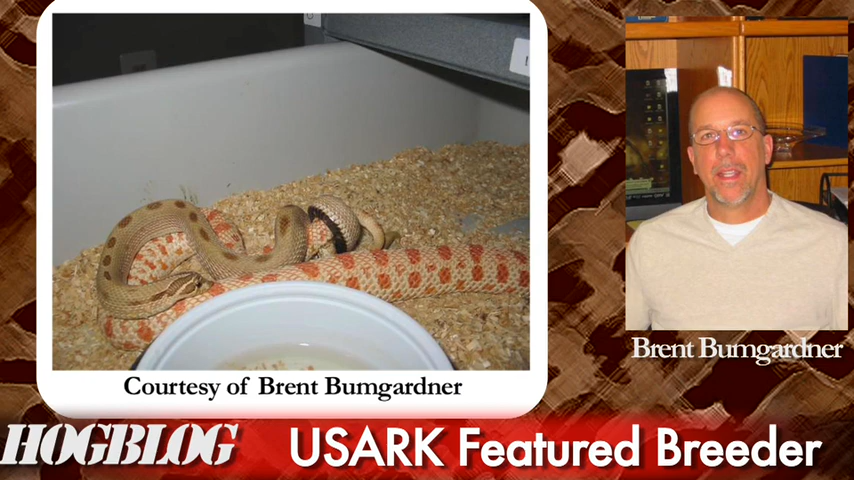 Courtesy of Brent Bumgardner
Brent Bumgardner
HOGBLOG
USARK Featured Breeder